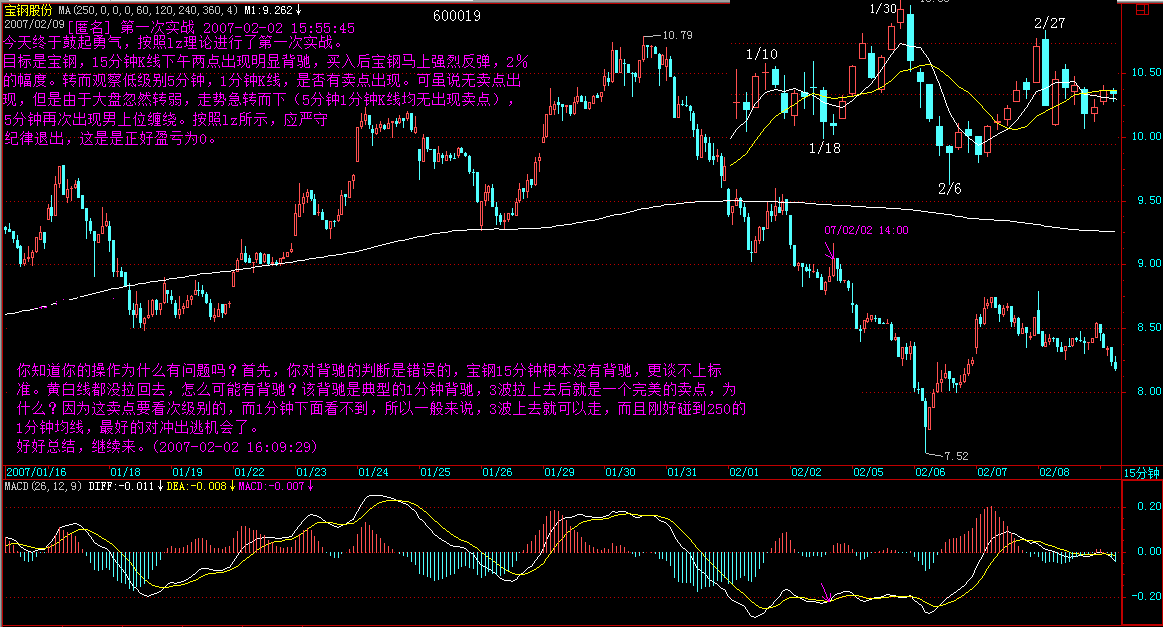 宝钢股份 MA(250,0,0,0,60,120,240,360,4) M1:9.262↓
2007/02/09
[匿名] 第一次实战 2007-02-02 15:55:45
今天终于鼓起勇气，按照lz理论进行了第一次实战。
目标是宝钢，15分钟K线下午两点出现明显背驰，买入后宝钢马上强烈反弹，2%
的幅度。转而观察低级别5分钟，1分钟K线，是否有卖点出现。可虽说无卖点出
现，但是由于大盘忽然转弱，走势急转而下（5分钟1分钟K线均无出现卖点），
5分钟再次出现男上位缠绕。按照lz所示，应严守
纪律退出，这是是正好盈亏为0。
600019
10.79
1/30
1/10
1/18
2/6
2/27
10.50
10.00
9.50
9.00
8.50
8.00
07/02/02 14:00
7.52
你知道你的操作为什么有问题吗？首先，你对背驰的判断是错误的，宝钢15分钟根本没有背驰，更谈不上标
准。黄白线都没拉回去，怎么可能有背驰？该背驰是典型的1分钟背驰，3波拉上去后就是一个完美的卖点，为
什么？因为这卖点要看次级别的，而1分钟下面看不到，所以一般来说，3波上去就可以走，而且刚好碰到250的
1分钟均线，最好的对冲出逃机会了。
好好总结，继续来。(2007-02-02 16:09:29)
2007/01/16 01/18 01/19 01/22 01/23 01/24 01/25 01/26 01/29 01/30 01/31 02/01 02/02 02/05 02/06 02/07 02/08 15分钟
MACD(26,12,9) DIFF:-0.011↓DEA:-0.008↓MACD:-0.007↓
0.20
0.00
-0.20